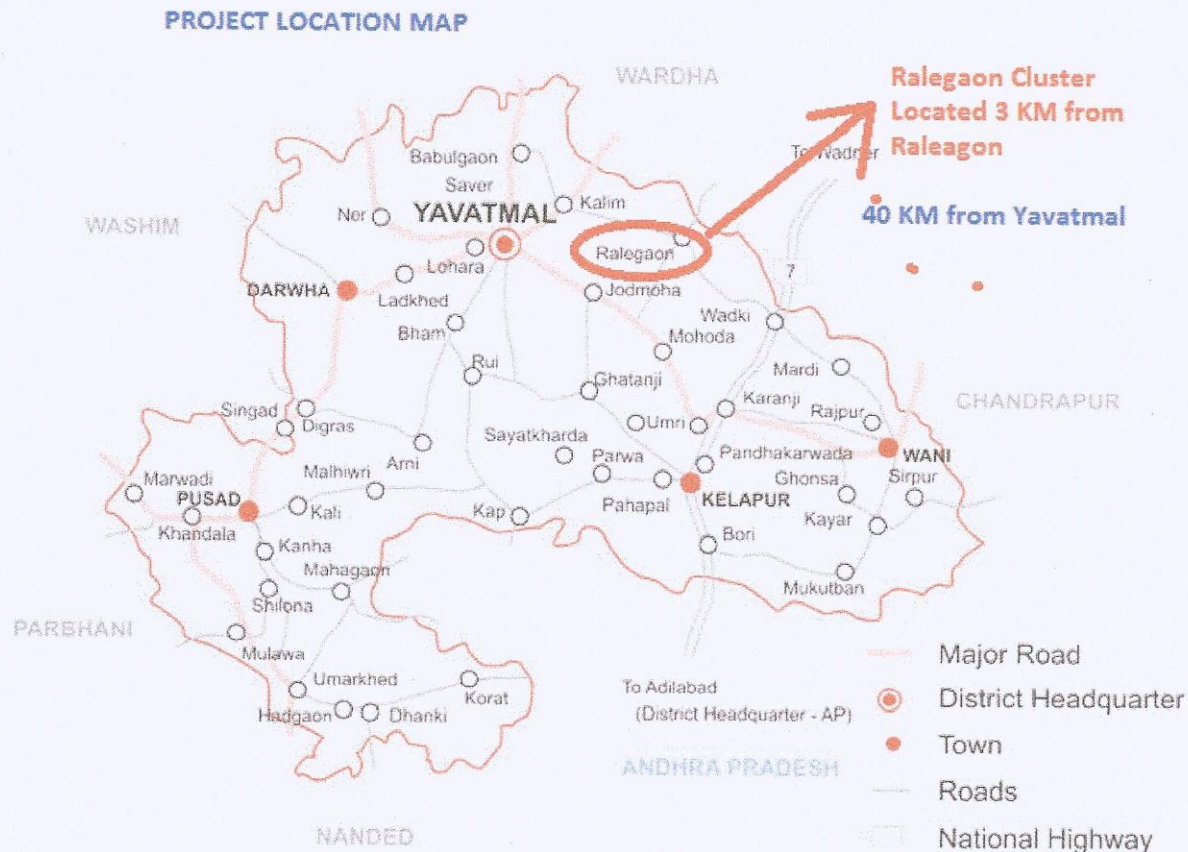 PROJECT LOCATION MAP
WARDHA
Ralegaon Cluster
Located 3 KM from
Raleagon
To Wadner
40 KM from Yavatmal
Babulgaon
Saver
Kalim
Ner
YAVATMAL
WASHIM
Ralegaon
Lohara
7
DARWHA
Ladkhed
Jodmoha
Bham
Wadki
Mohoda
Rui
Mardi
Ghatanji
Karanji
CHANDRAPUR
Singad
Digras
Umri
Rajpur
Sayatkharda
Arni
Parwa
Pandhakarwada
WANI
Malhiwri
Ghonsa
Sirpur
Marwadi
PUSAD
Kali
Pahapal
KELAPUR
Khandala
Kap
Kayar
Kanha
Bori
Mahagaon
Mukutban
Shilona
PARBHANI
Mulawa
Major Road
Umarkhed
To Adilabad
Korat
District Headquarter
Hadgaon
Dhanki
(District Headquarter - AP)
Town
ANDHRA PRADESH
Roads
NANDED
National Highway